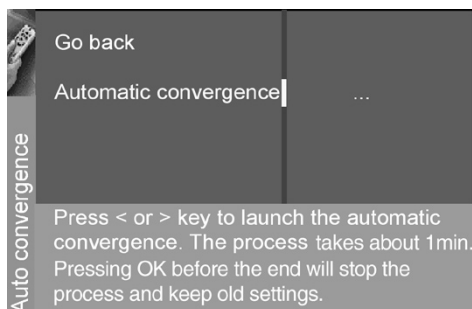 Go back
Automatic convergence ...
Auto convergence
Press < or > key to launch the automatic
convergence. The process takes about 1min.
Pressing OK before the end will stop the
process and keep old settings.